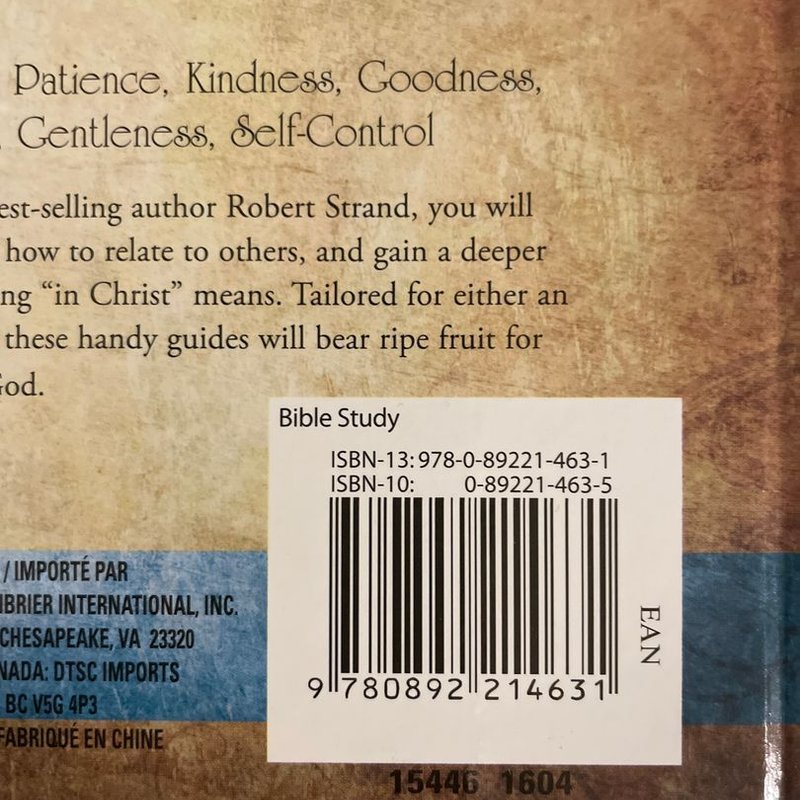 Patience, Kindness, Goodness,
, Gentleness, Self-Control
est-selling author Robert Strand, you will
how to relate to others, and gain a deeper
ng “in Christ” means. Tailored for either an
these handy guides will bear ripe fruit for
God.
Bible Study
ISBN-13: 978-0-89221-463-1
ISBN-10: 0-89221-463-5
EAN
9 780892 214631
/ IMPORTÉ PAR
BRIER INTERNATIONAL, INC.
CHESAPEAKE, VA 23320
NADA: DTSC IMPORTS
BC V5G 4P3
FABRIQUÉ EN CHINE
15446 1604